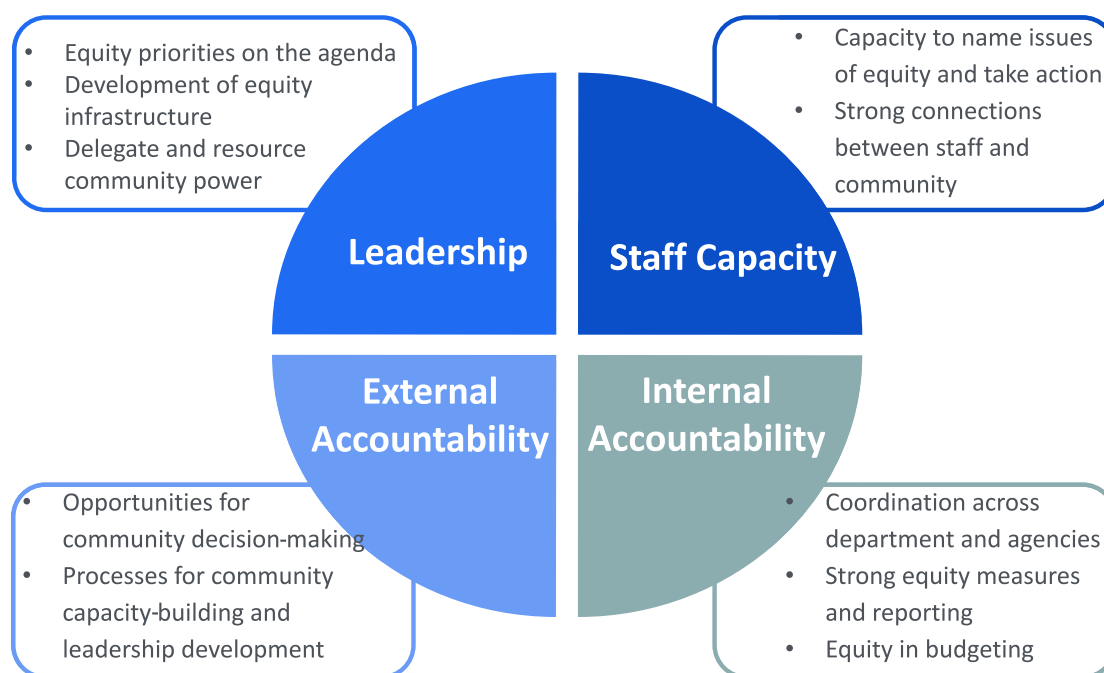 • Equity priorities on the agenda
• Development of equity
infrastructure
• Delegate and resource
community power
• Capacity to name issues
of equity and take action
• Strong connections
between staff and
community
Leadership
Staff Capacity
External
Accountability
Internal
Accountability
• Opportunities for
community decision-making
• Processes for community
capacity-building and
leadership development
• Coordination across
department and agencies
• Strong equity measures
and reporting
• Equity in budgeting